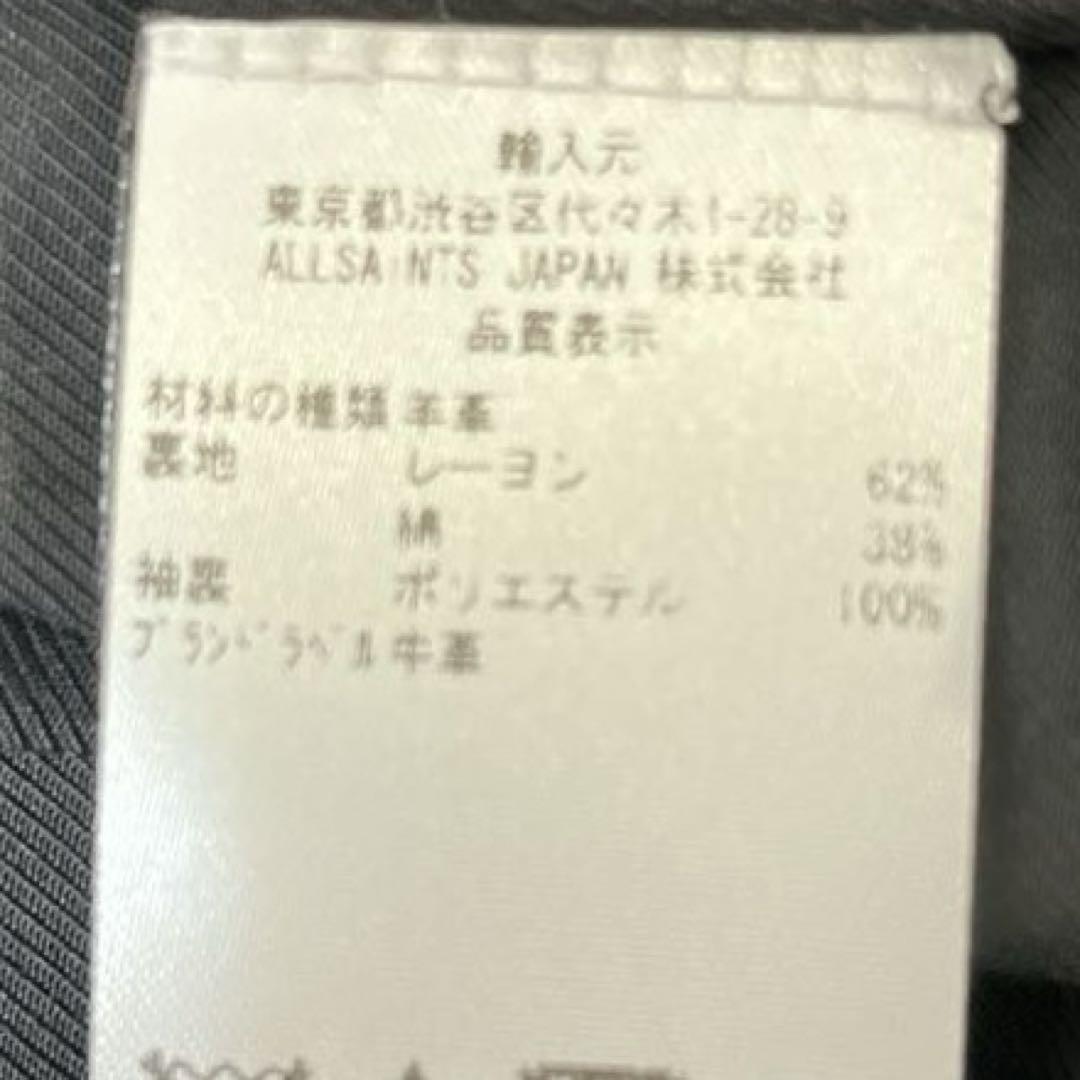 輸入元
東京都渋谷区代々木1-28-9
ALLSAINTS JAPAN 株式会社
品質表示
材料の種類 羊革
裏地 レーヨン 62%
綿 38%
袖裏 ポリエステル 100%
ブランドラベル 牛革